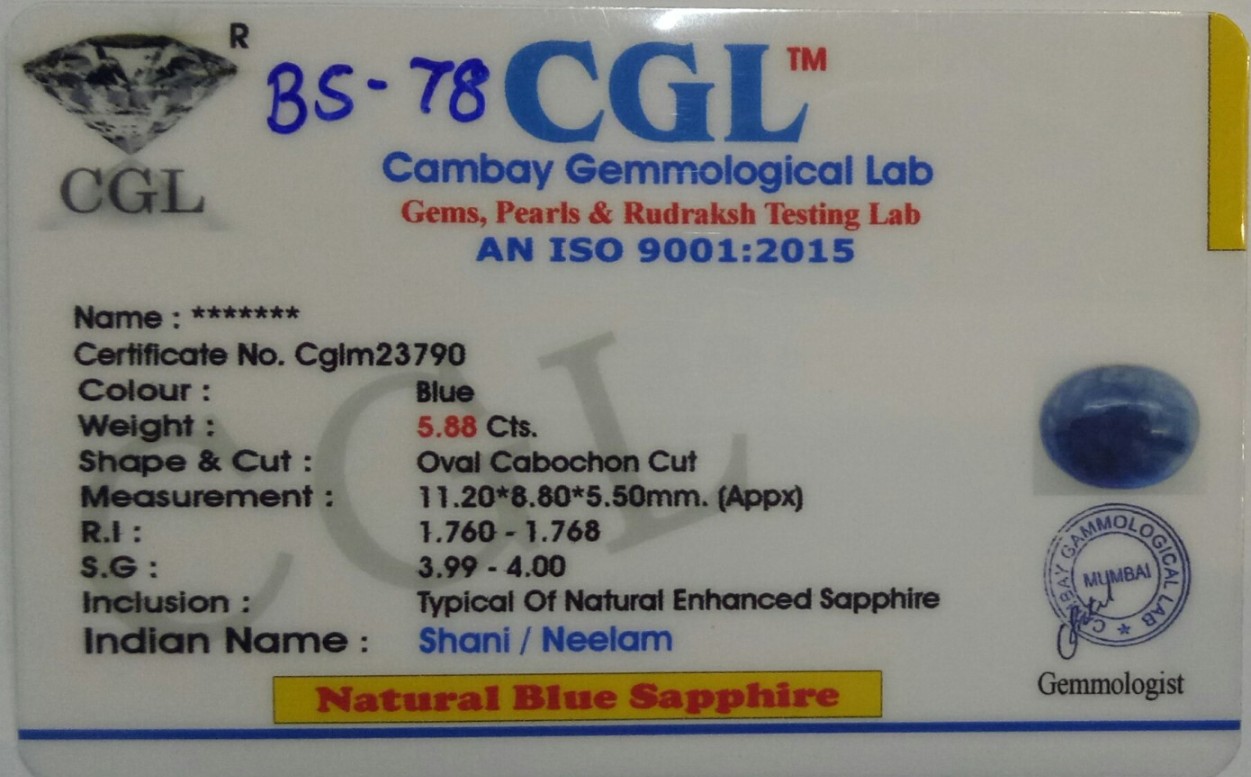 R
BS-78
CGL™
CGL
Cambay Gemmological Lab
Gems, Pearls & Rudraksh Testing Lab
AN ISO 9001:2015
Name : *******
Certificate No. Cglm23790
Colour : Blue
Weight : 5.88 Cts.
Shape & Cut : Oval Cabochon Cut
Measurement : 11.20*8.80*5.50mm. (Appx)
R.I : 1.760 - 1.768
S.G : 3.99 - 4.00
Inclusion : Typical Of Natural Enhanced Sapphire
Indian Name : Shani / Neelam
CGL
CAMBAY GAMMOLOGICAL LAB
MUMBAI
Gemmologist
Natural Blue Sapphire